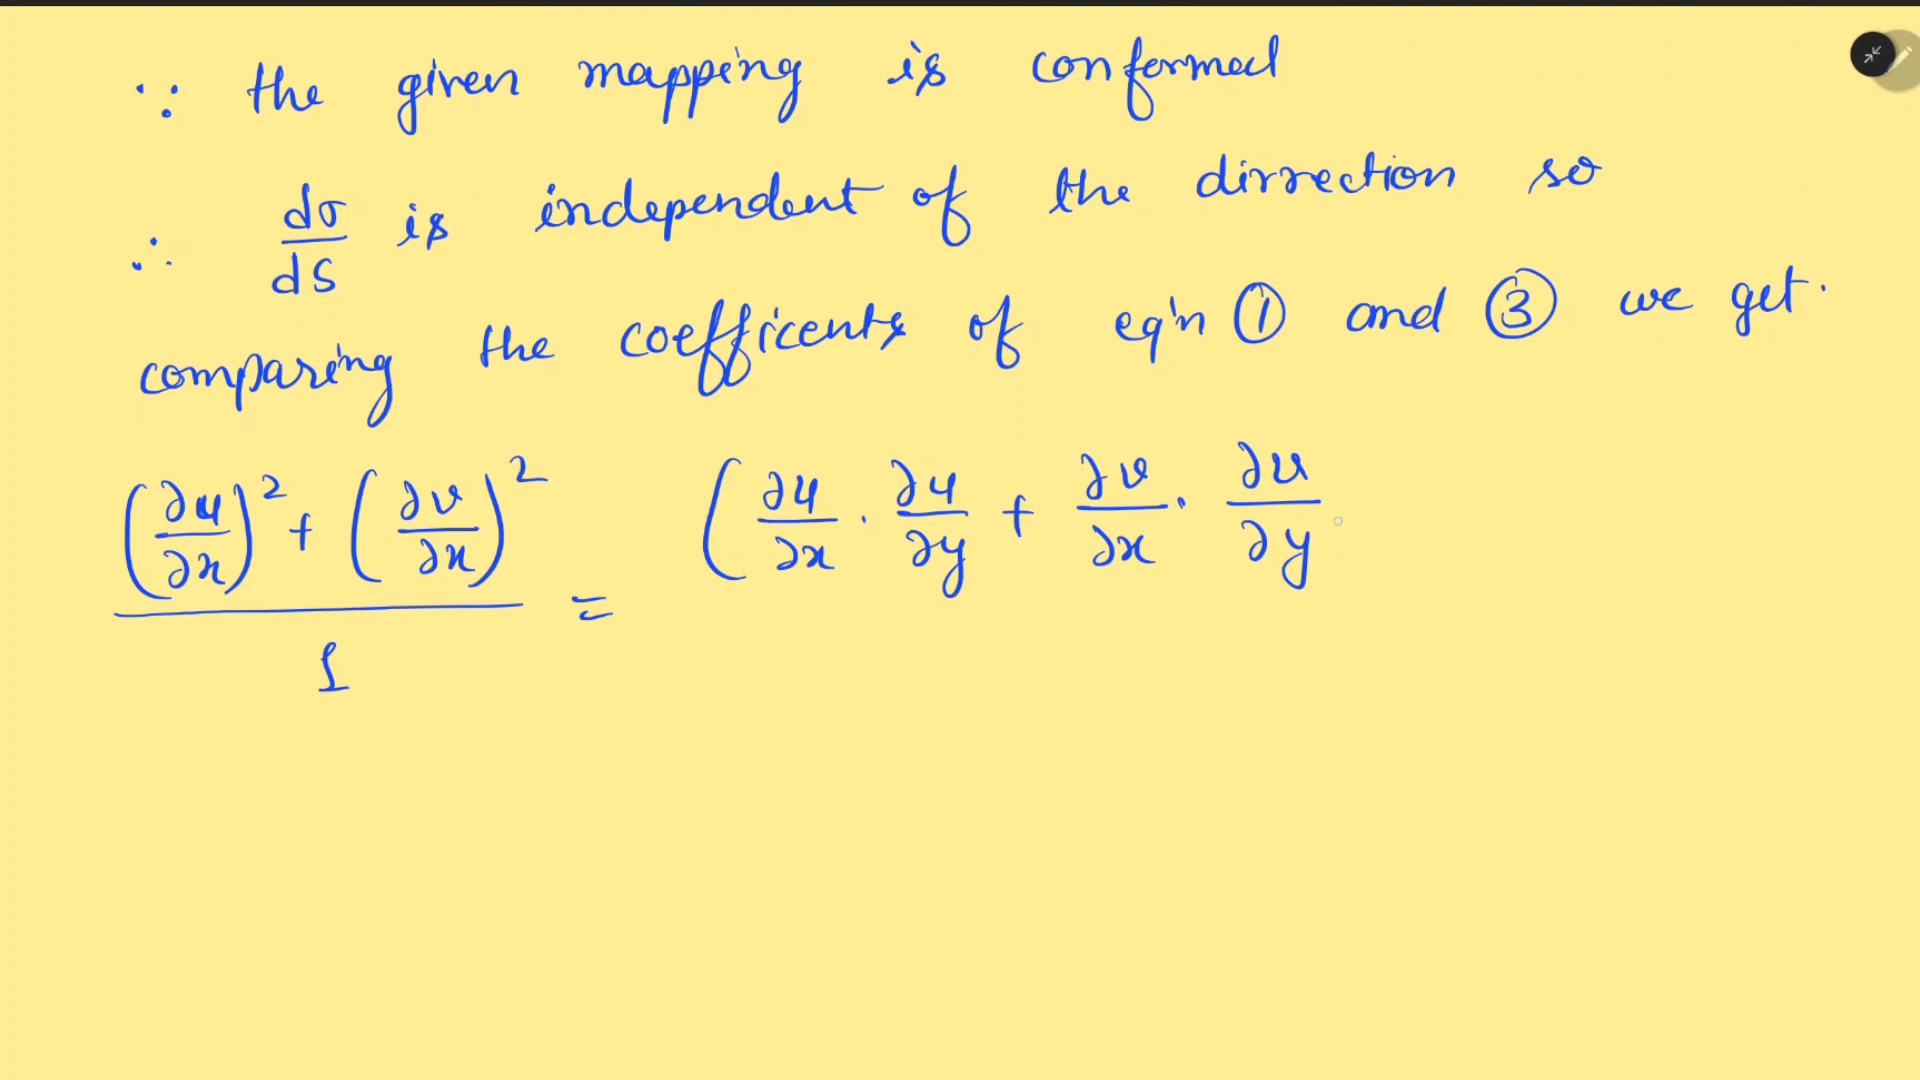 ∵ the given mapping is conformal
∴ dσ/ds is independent of the dirrection so
comparing the coefficents of eq'n ① and ③ we get.
(∂u/∂x)² + (∂v/∂x)² / 1 = (∂u/∂x · ∂u/∂y + ∂v/∂x · ∂u/∂y